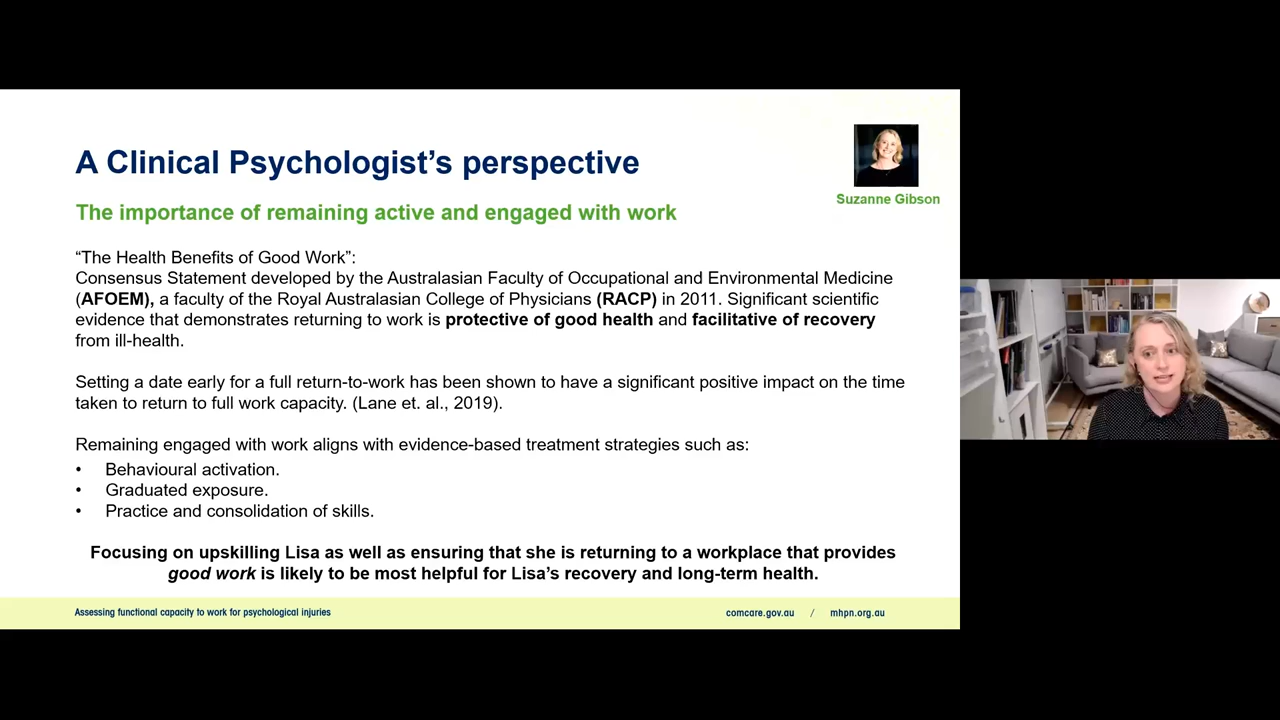 A Clinical Psychologist’s perspective
Suzanne Gibson
The importance of remaining active and engaged with work
“The Health Benefits of Good Work”:
Consensus Statement developed by the Australasian Faculty of Occupational and Environmental Medicine
(AFOEM), a faculty of the Royal Australasian College of Physicians (RACP) in 2011. Significant scientific
evidence that demonstrates returning to work is protective of good health and facilitative of recovery
from ill-health.
Setting a date early for a full return-to-work has been shown to have a significant positive impact on the time
taken to return to full work capacity. (Lane et. al., 2019).
Remaining engaged with work aligns with evidence-based treatment strategies such as:
• Behavioural activation.
• Graduated exposure.
• Practice and consolidation of skills.
Focusing on upskilling Lisa as well as ensuring that she is returning to a workplace that provides
good work is likely to be most helpful for Lisa’s recovery and long-term health.
Assessing functional capacity to work for psychological injuries
comcare.gov.au / mhpn.org.au